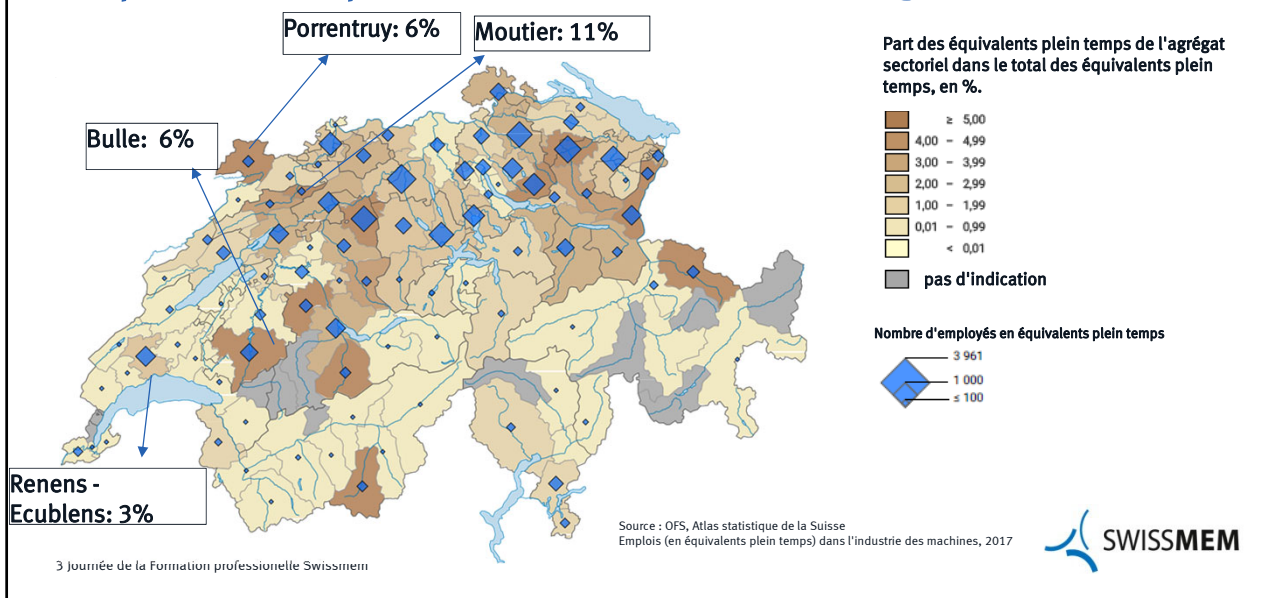 Porrentruy: 6%
Moutier: 11%
Bulle: 6%
Renens -
Ecublens: 3%
Part des équivalents plein temps de l'agrégat
sectoriel dans le total des équivalents plein
temps, en %.
≥ 5,00
4,00 – 4,99
3,00 – 3,99
2,00 – 2,99
1,00 – 1,99
0,01 – 0,99
< 0,01
pas d'indication
Nombre d'employés en équivalents plein temps
3 961
1 000
≤ 100
Source : OFS, Atlas statistique de la Suisse
Emplois (en équivalents plein temps) dans l'industrie des machines, 2017
SWISSMEM
3 Journée de la Formation professionelle Swissmem